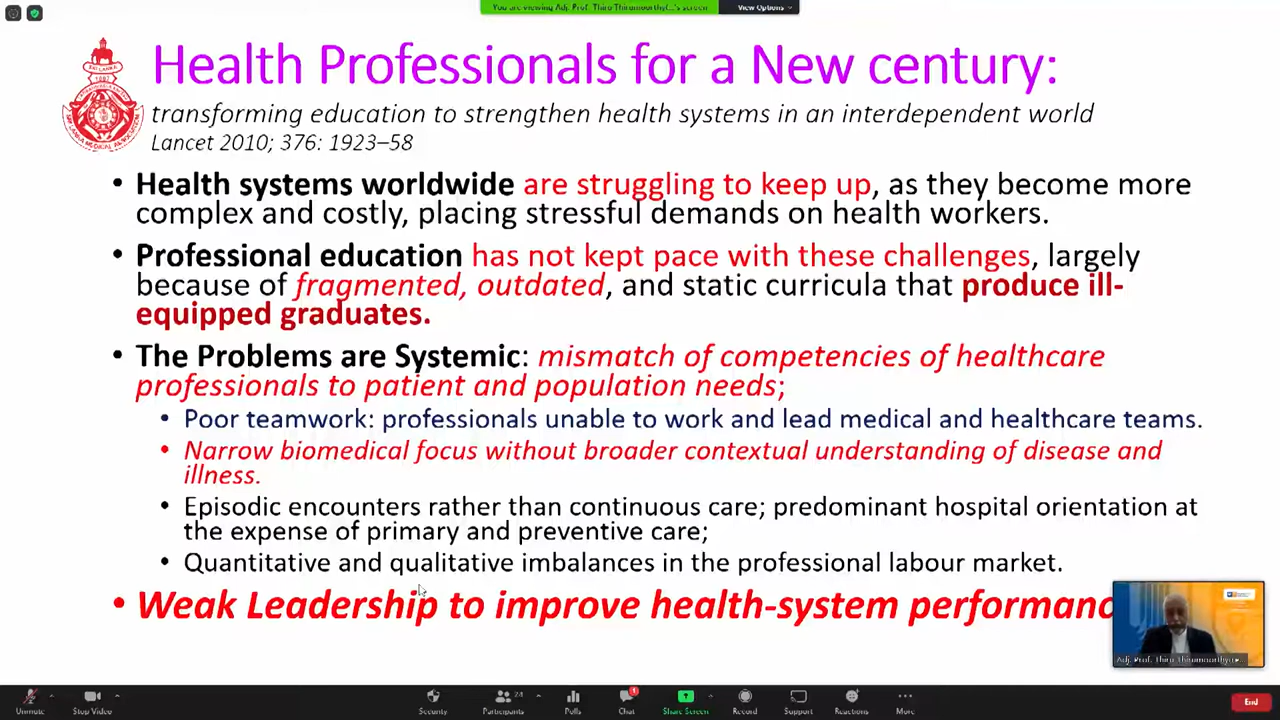 You are viewing Adj. Prof. Thiru Thirumoorthy's screen
View Options
Health Professionals for a New century:
transforming education to strengthen health systems in an interdependent world
Lancet 2010; 376: 1923–58
• Health systems worldwide are struggling to keep up, as they become more
complex and costly, placing stressful demands on health workers.
• Professional education has not kept pace with these challenges, largely
because of fragmented, outdated, and static curricula that produce ill-
equipped graduates.
• The Problems are Systemic: mismatch of competencies of healthcare
professionals to patient and population needs;
• Poor teamwork: professionals unable to work and lead medical and healthcare teams.
• Narrow biomedical focus without broader contextual understanding of disease and
illness.
• Episodic encounters rather than continuous care; predominant hospital orientation at
the expense of primary and preventive care;
• Quantitative and qualitative imbalances in the professional labour market.
• Weak Leadership to improve health-system performanc
Adj. Prof. Thiru Thirumoorthy
Unmute
Stop Video
Security
24
Participants
Polls
1
Chat
Share Screen
Record
Support
Reactions
More
End